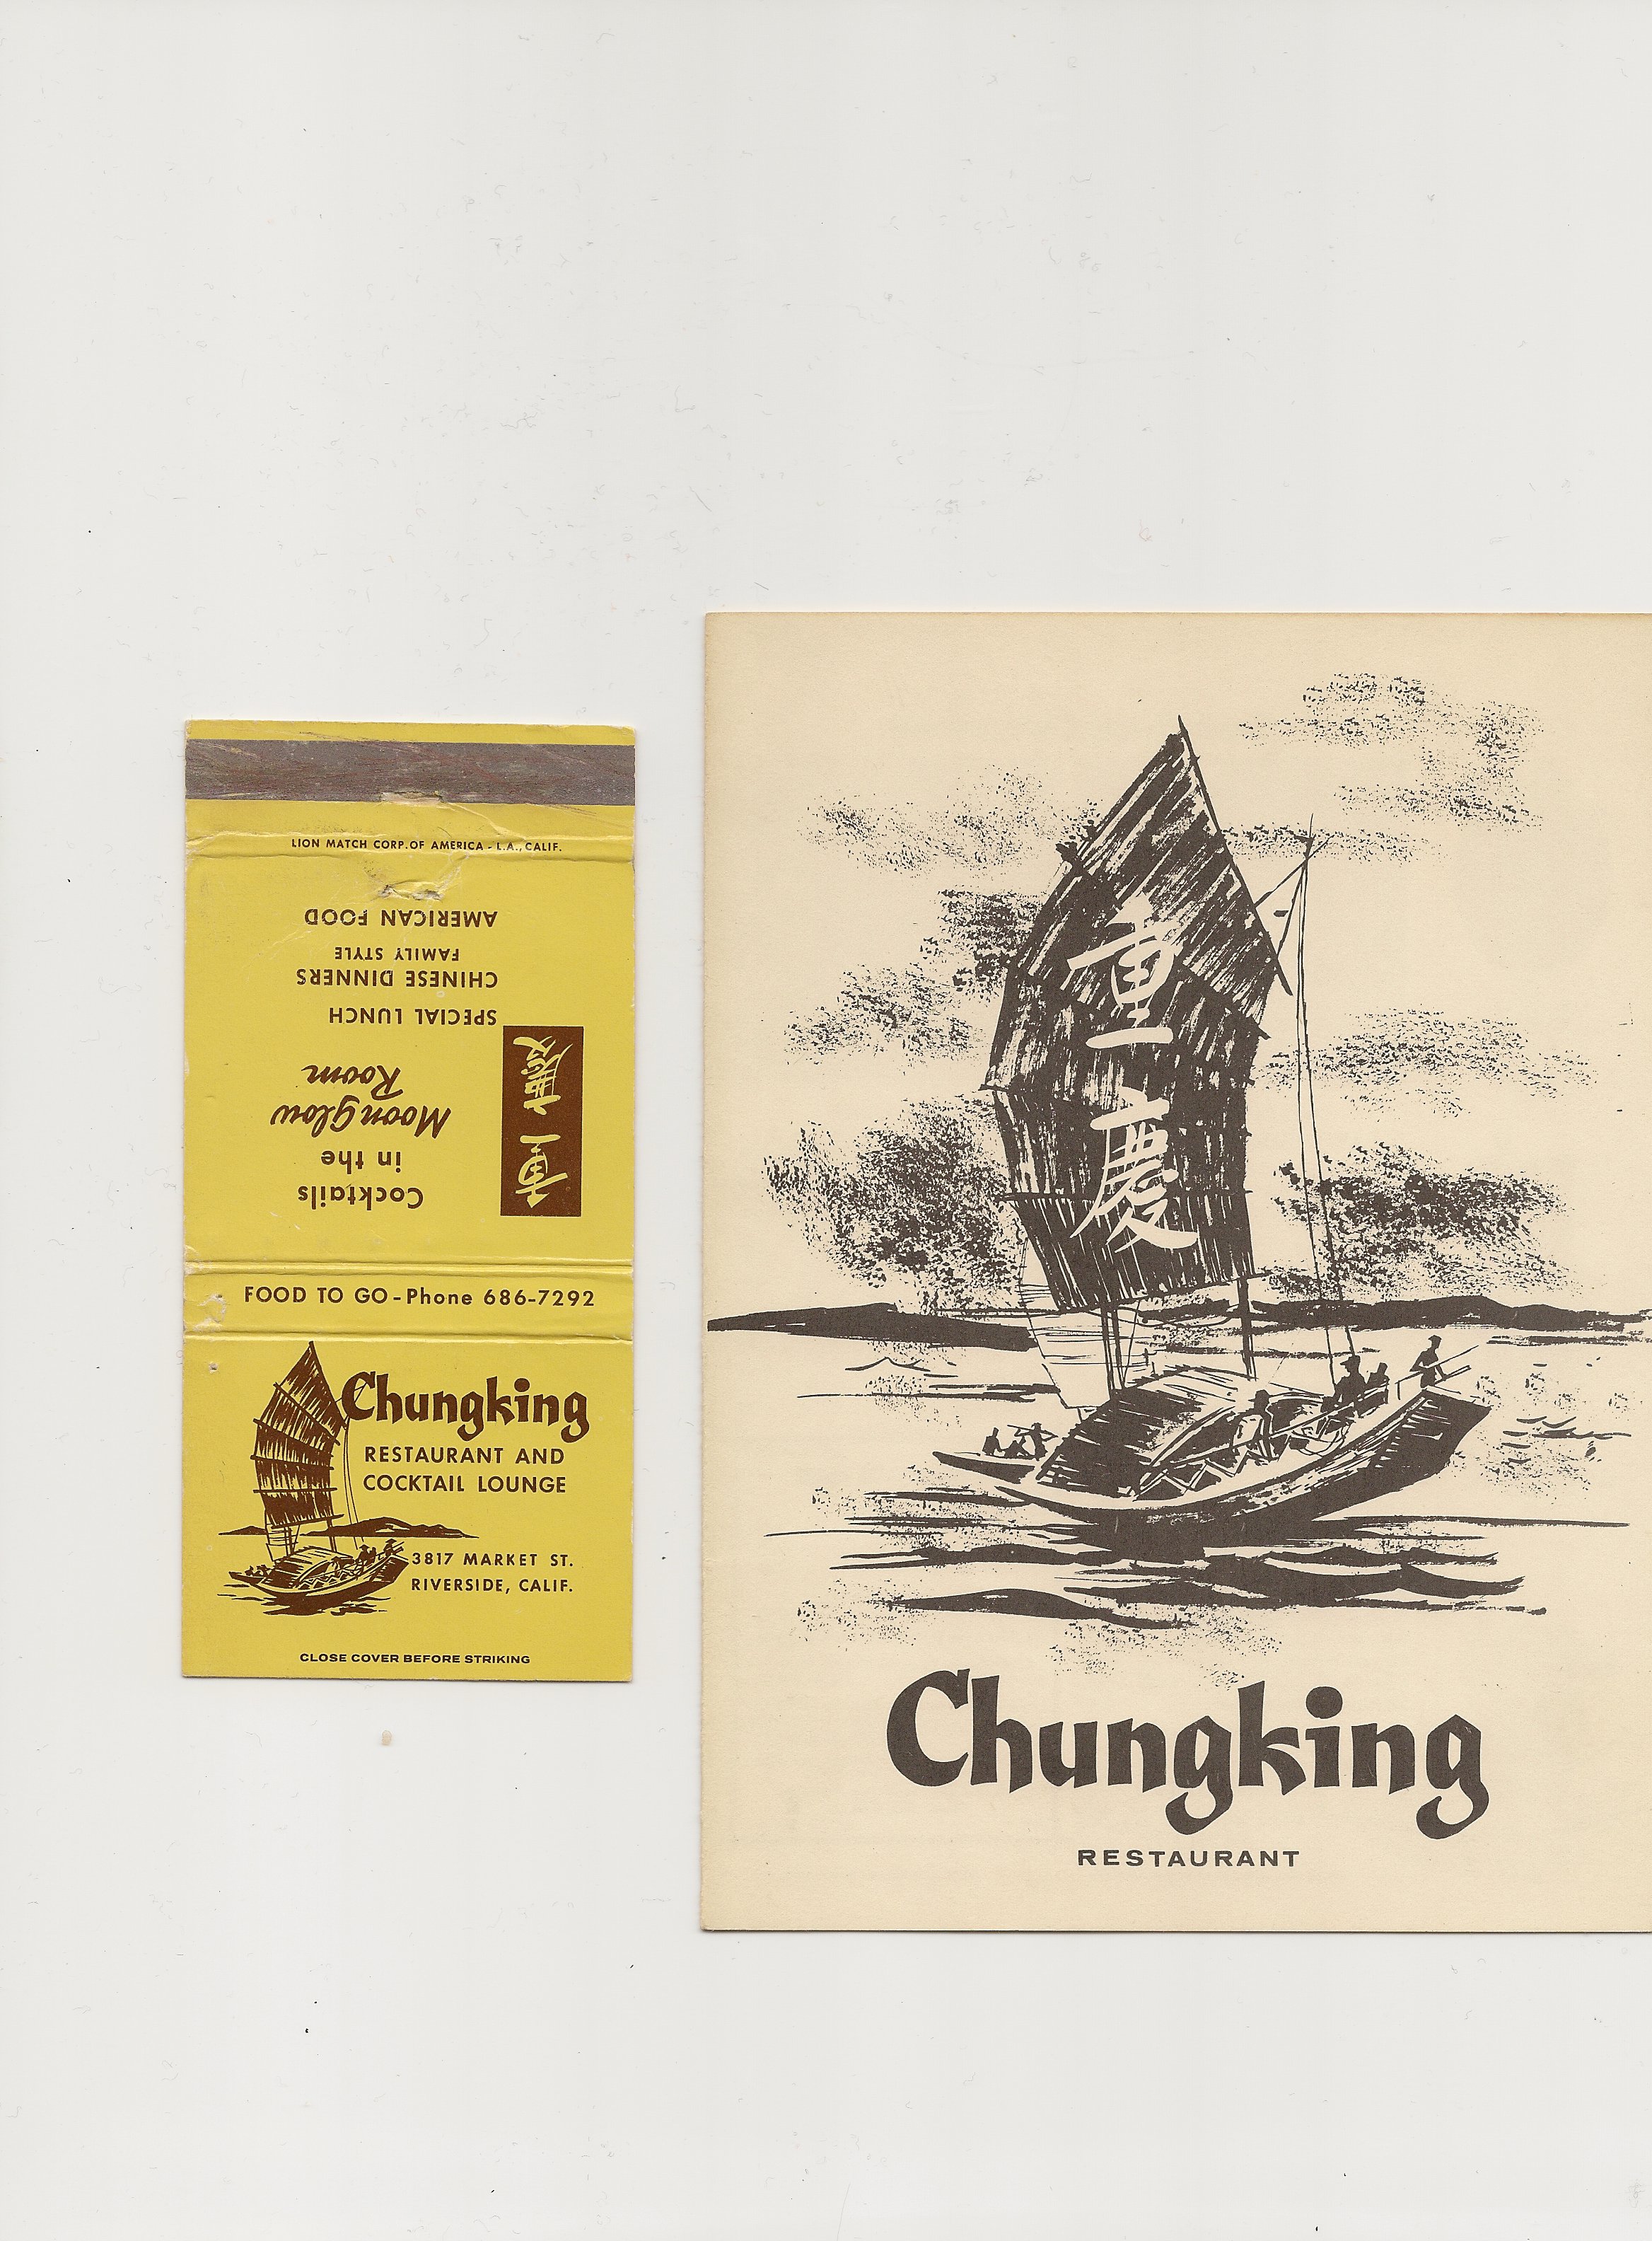 LION MATCH CORP. OF AMERICA - L.A., CALIF.
Cocktails
in the
MoonGlow
Room
SPECIAL LUNCH
CHINESE DINNERS
FAMILY STYLE
AMERICAN FOOD
重慶
FOOD TO GO - Phone 686-7292
Chungking
RESTAURANT AND
COCKTAIL LOUNGE
3817 MARKET ST.
RIVERSIDE, CALIF.
CLOSE COVER BEFORE STRIKING
重
慶
Chungking
RESTAURANT